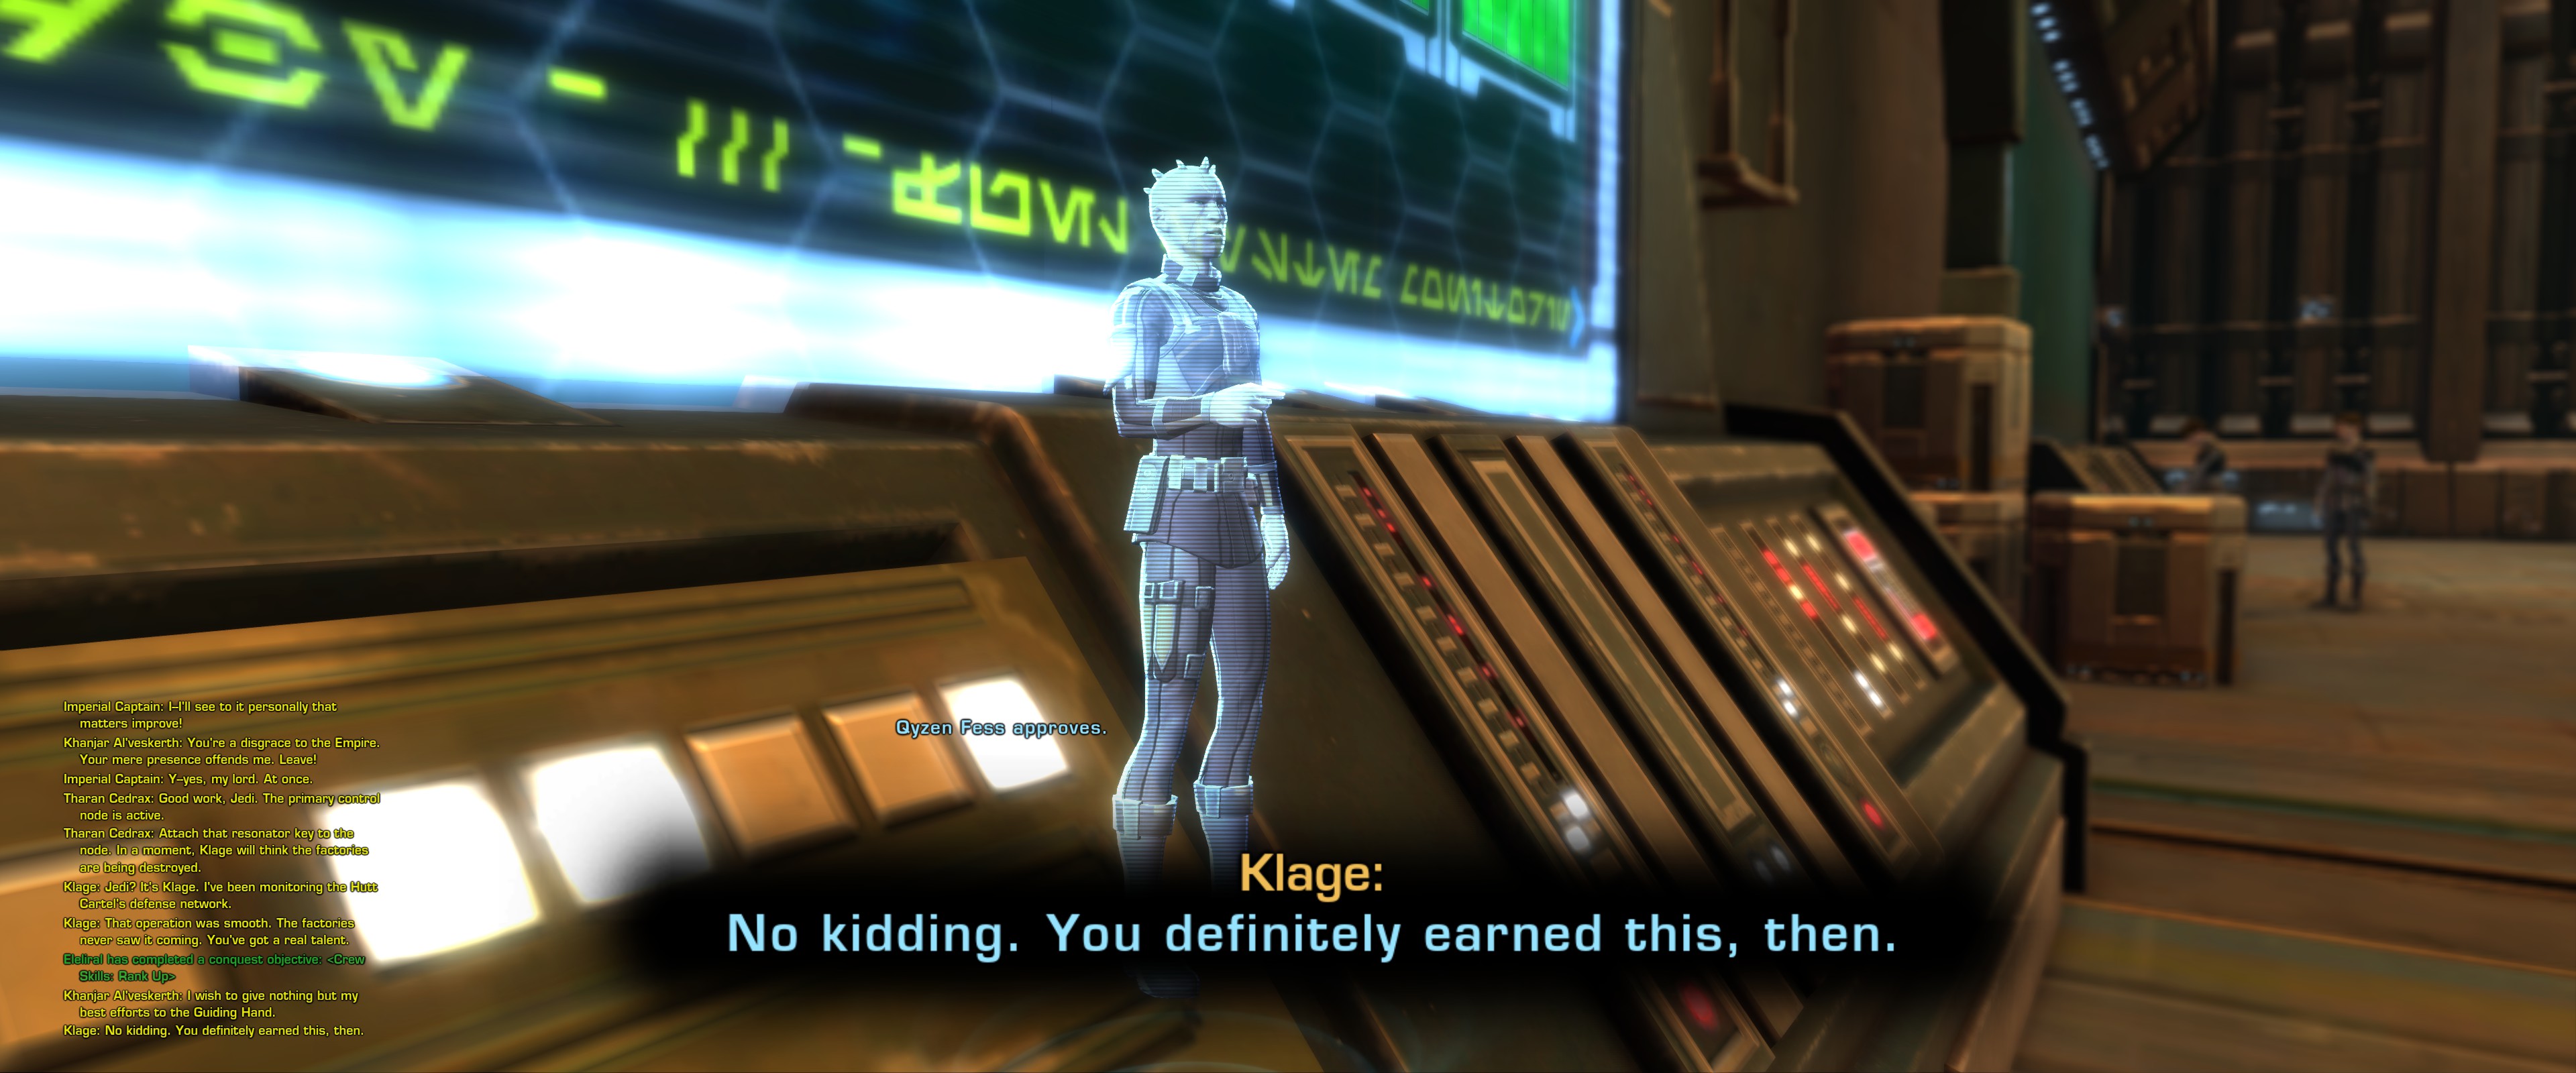 Imperial Captain: I–I'll see to it personally that
matters improve!
Khanjar Al'veskerth: You're a disgrace to the Empire.
Your mere presence offends me. Leave!
Imperial Captain: Y–yes, my lord. At once.
Tharan Cedrax: Good work, Jedi. The primary control
node is active.
Tharan Cedrax: Attach that resonator key to the
node. In a moment, Klage will think the factories
are being destroyed.
Klage: Jedi? It's Klage. I've been monitoring the Hutt
Cartel's defense network.
Klage: That operation was smooth. The factories
never saw it coming. You've got a real talent.
Eleliral has completed a conquest objective: <Crew
Skills: Rank Up>
Khanjar Al'veskerth: I wish to give nothing but my
best efforts to the Guiding Hand.
Klage: No kidding. You definitely earned this, then.
Qyzen Fess approves.
Klage:
No kidding. You definitely earned this, then.